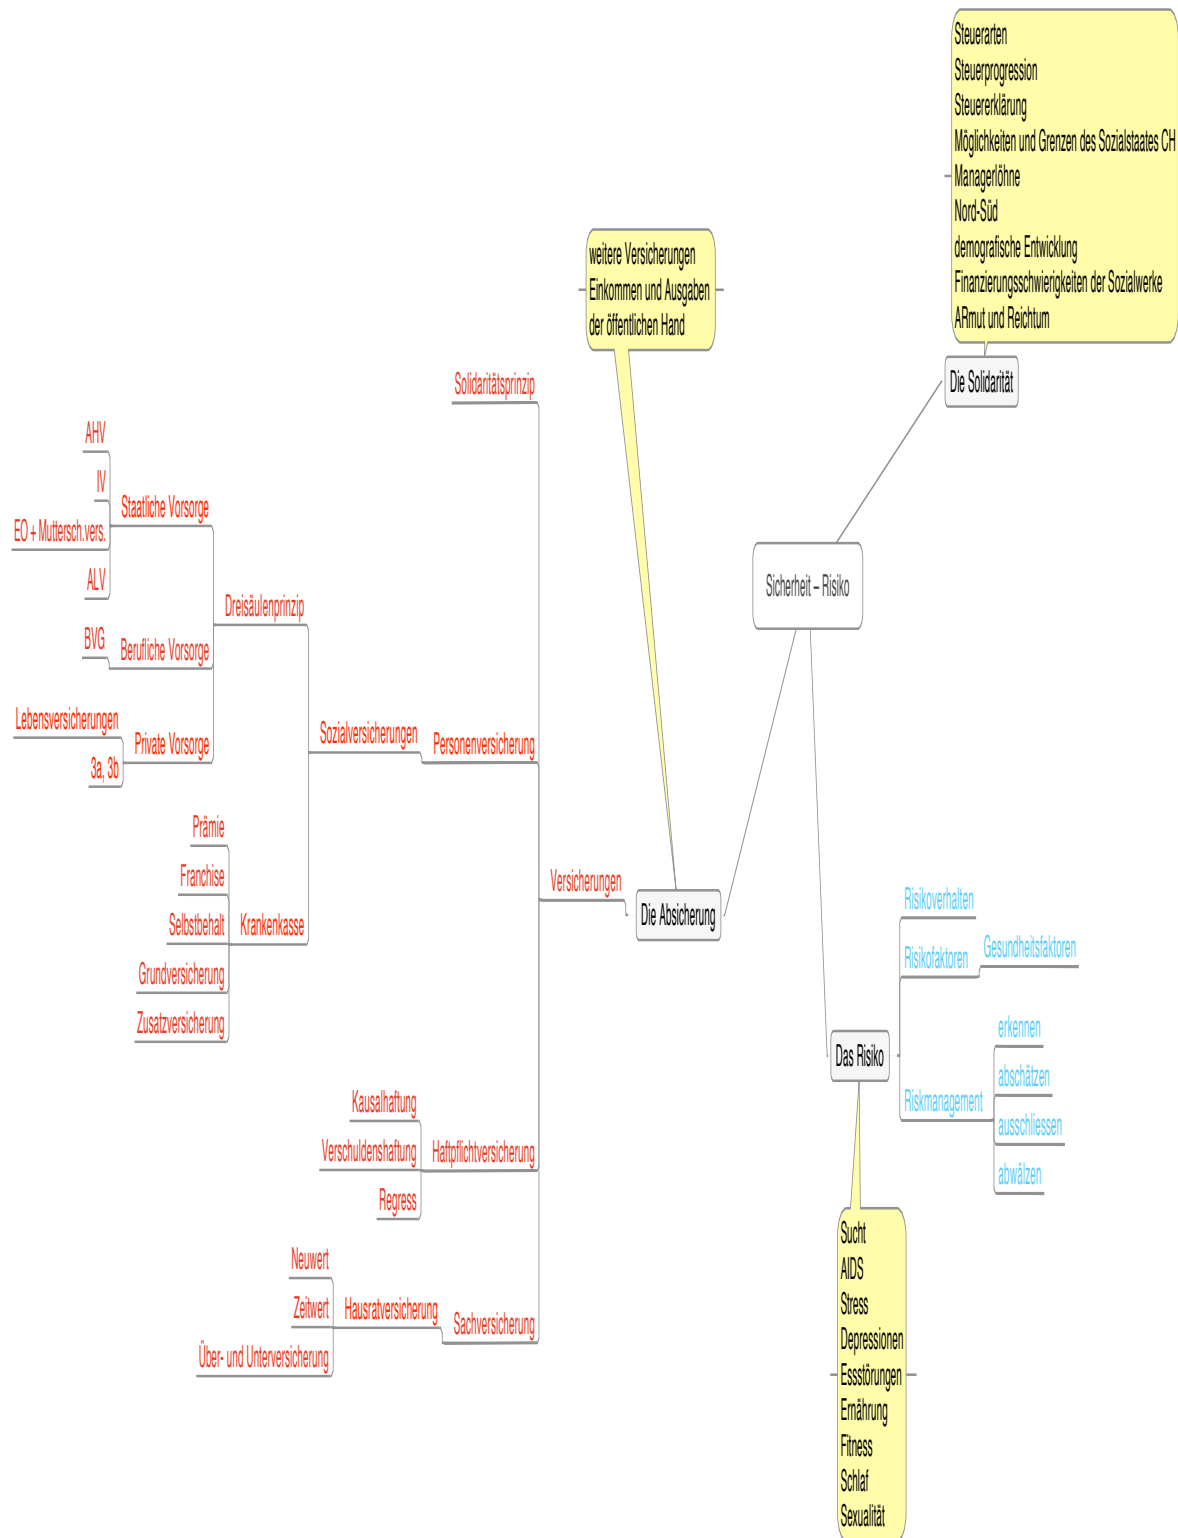 Steuerarten
Steuerprogression
Steuererklärung
Möglichkeiten und Grenzen des Sozialstaates CH
Managerlöhne
Nord-Süd
demografische Entwicklung
Finanzierungsschwierigkeiten der Sozialwerke
ARmut und Reichtum
Die Solidarität
weitere Versicherungen
Einkommen und Ausgaben
der öffentlichen Hand
Sicherheit – Risiko
Die Absicherung
Versicherungen
Solidaritätsprinzip
Personenversicherung
Sozialversicherungen
Dreisäulenprinzip
Staatliche Vorsorge
AHV
IV
EO + Muttersch.vers.
ALV
Berufliche Vorsorge
BVG
Private Vorsorge
Lebensversicherungen
3a, 3b
Krankenkasse
Prämie
Franchise
Selbstbehalt
Grundversicherung
Zusatzversicherung
Haftpflichtversicherung
Kausalhaftung
Verschuldenshaftung
Regress
Sachversicherung
Hausratversicherung
Neuwert
Zeitwert
Über- und Unterversicherung
Das Risiko
Risikoverhalten
Risikofaktoren
Gesundheitsfaktoren
Riskmanagement
erkennen
abschätzen
ausschliessen
abwälzen
Sucht
AIDS
Stress
Depressionen
Essstörungen
Ernährung
Fitness
Schlaf
Sexualität